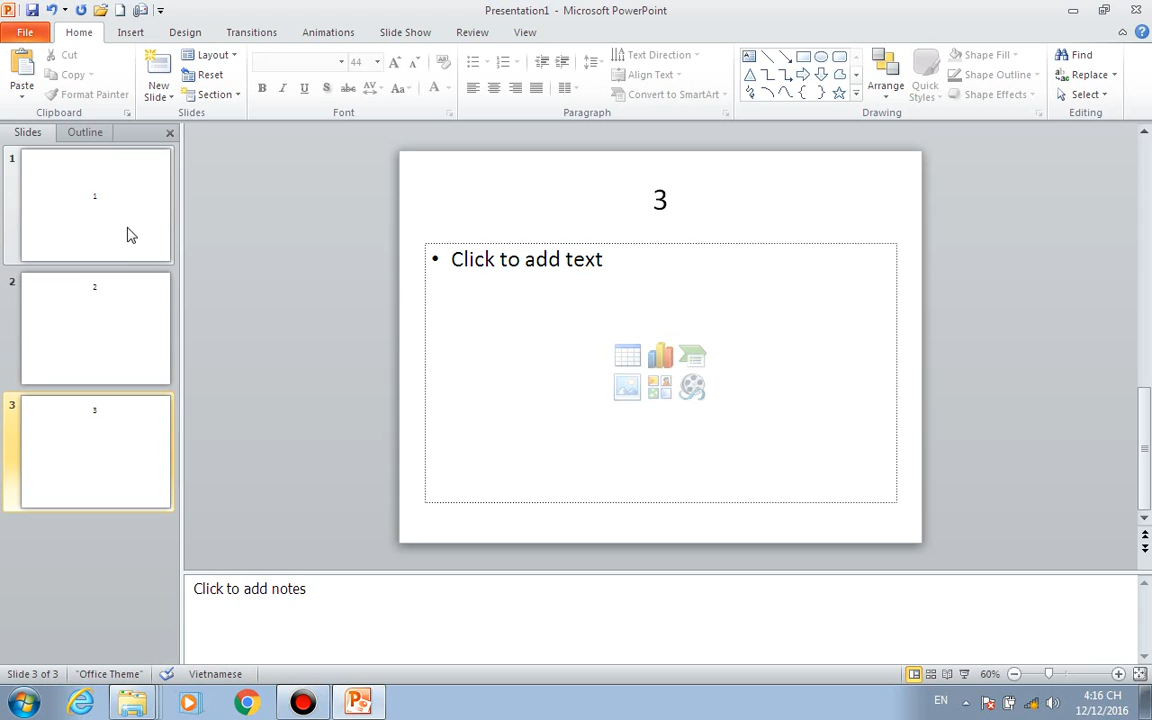 Presentation1 - Microsoft PowerPoint
File Home Insert Design Transitions Animations Slide Show Review View
Paste
Cut
Copy
Format Painter
Clipboard
New Slide
Layout
Reset
Section
Slides
44
B I U S abc AV Aa A
Font
Text Direction
Align Text
Convert to SmartArt
Paragraph
Arrange
Quick Styles
Shape Fill
Shape Outline
Shape Effects
Drawing
Find
Replace
Select
Editing
Slides Outline
1
1
2
2
3
3
3
• Click to add text
Click to add notes
Slide 3 of 3 "Office Theme" Vietnamese 60%
EN 4:16 CH
12/12/2016